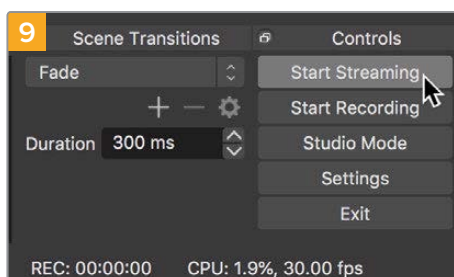 9
Scene Transitions
Controls
Fade
Start Streaming
Start Recording
Duration 300 ms
Studio Mode
Settings
Exit
REC: 00:00:00 CPU: 1.9%, 30.00 fps